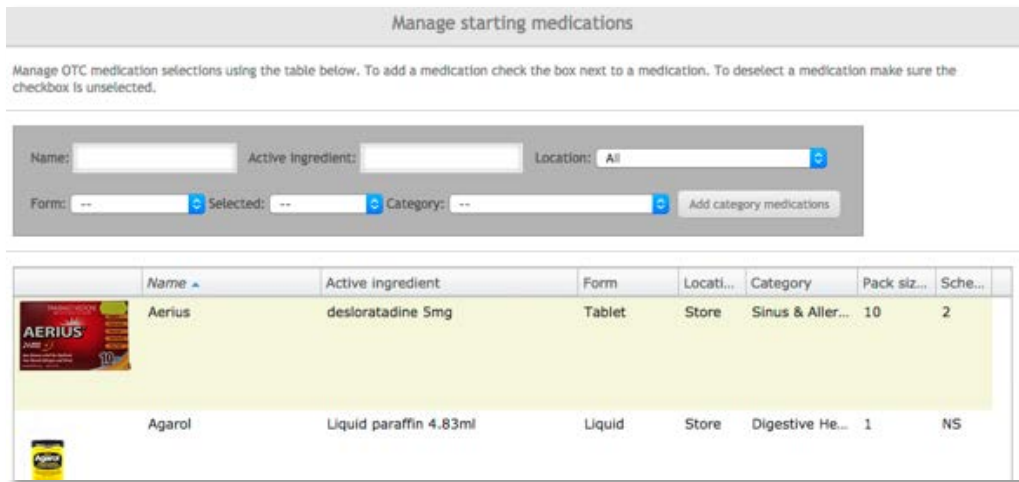 Manage starting medications
Manage OTC medication selections using the table below. To add a medication check the box next to a medication. To deselect a medication make sure the
checkbox is unselected.
Name: Active ingredient: Location: All
Form: -- Selected: -- Category: -- Add category medications
Name Active ingredient Form Locati... Category Pack siz... Sche...
AERIUS
10
Aerius desloratadine 5mg Tablet Store Sinus & Aller... 10 2
Agarol Liquid paraffin 4.83ml Liquid Store Digestive He... 1 NS
Agarol